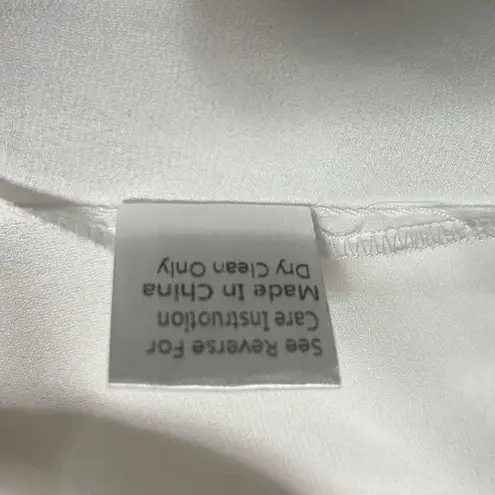 See Reverse For
Care Instruction
Made In China
Dry Clean Only